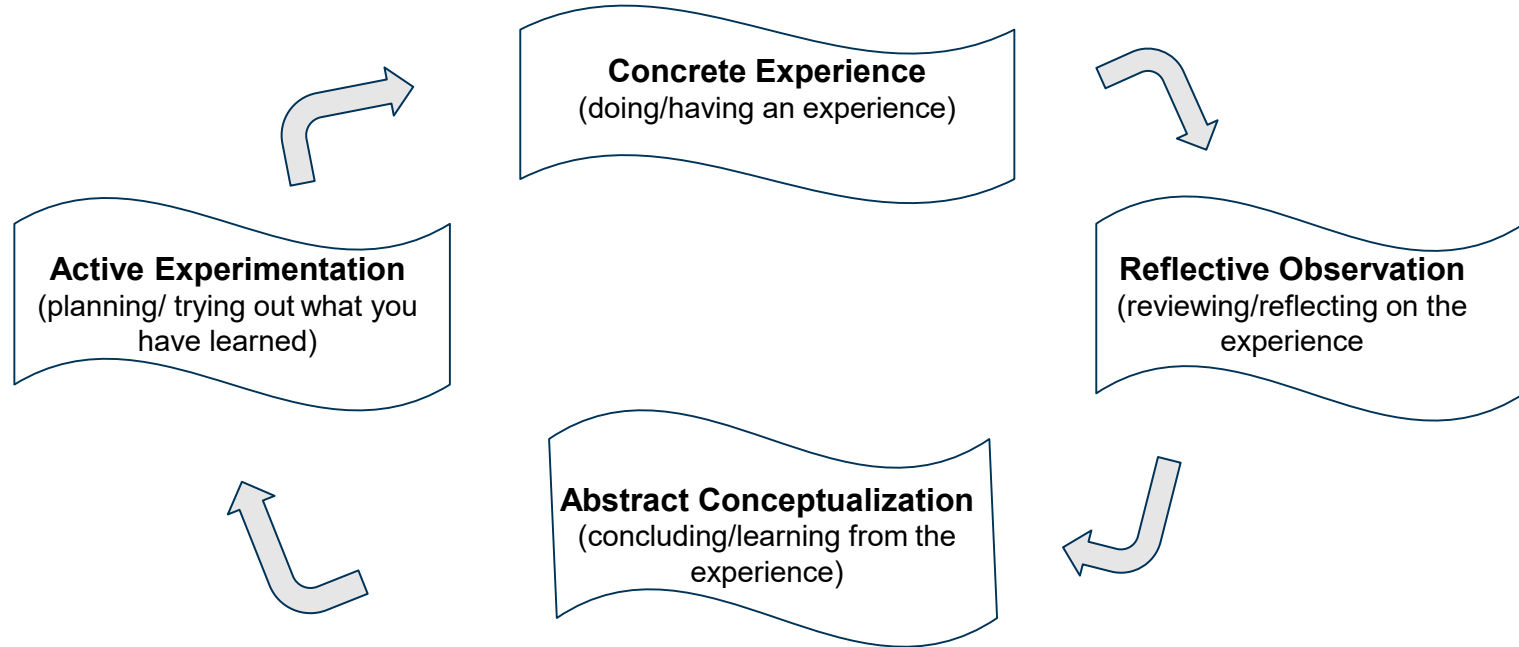 Concrete Experience
(doing/having an experience)
Active Experimentation
(planning/ trying out what you
have learned)
Reflective Observation
(reviewing/reflecting on the
experience
Abstract Conceptualization
(concluding/learning from the
experience)